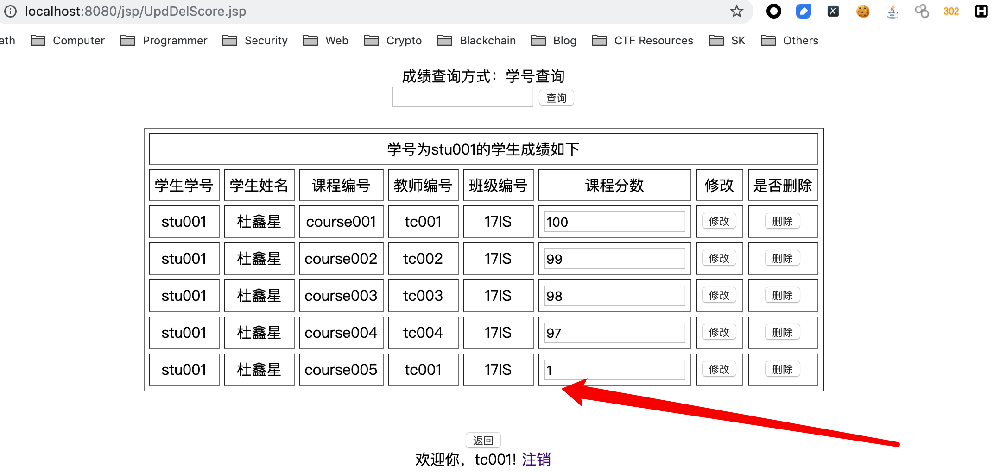 localhost:8080/jsp/UpdDelScore.jsp
302
ath Computer Programmer Security Web Crypto Blackchain Blog CTF Resources SK Others
成绩查询方式：学号查询
查询
学号为stu001的学生成绩如下
学生学号 学生姓名 课程编号 教师编号 班级编号 课程分数 修改 是否删除
stu001 杜鑫星 course001 tc001 17IS 100 修改 删除
stu001 杜鑫星 course002 tc002 17IS 99 修改 删除
stu001 杜鑫星 course003 tc003 17IS 98 修改 删除
stu001 杜鑫星 course004 tc004 17IS 97 修改 删除
stu001 杜鑫星 course005 tc001 17IS 1 修改 删除
返回
欢迎你，tc001! 注销